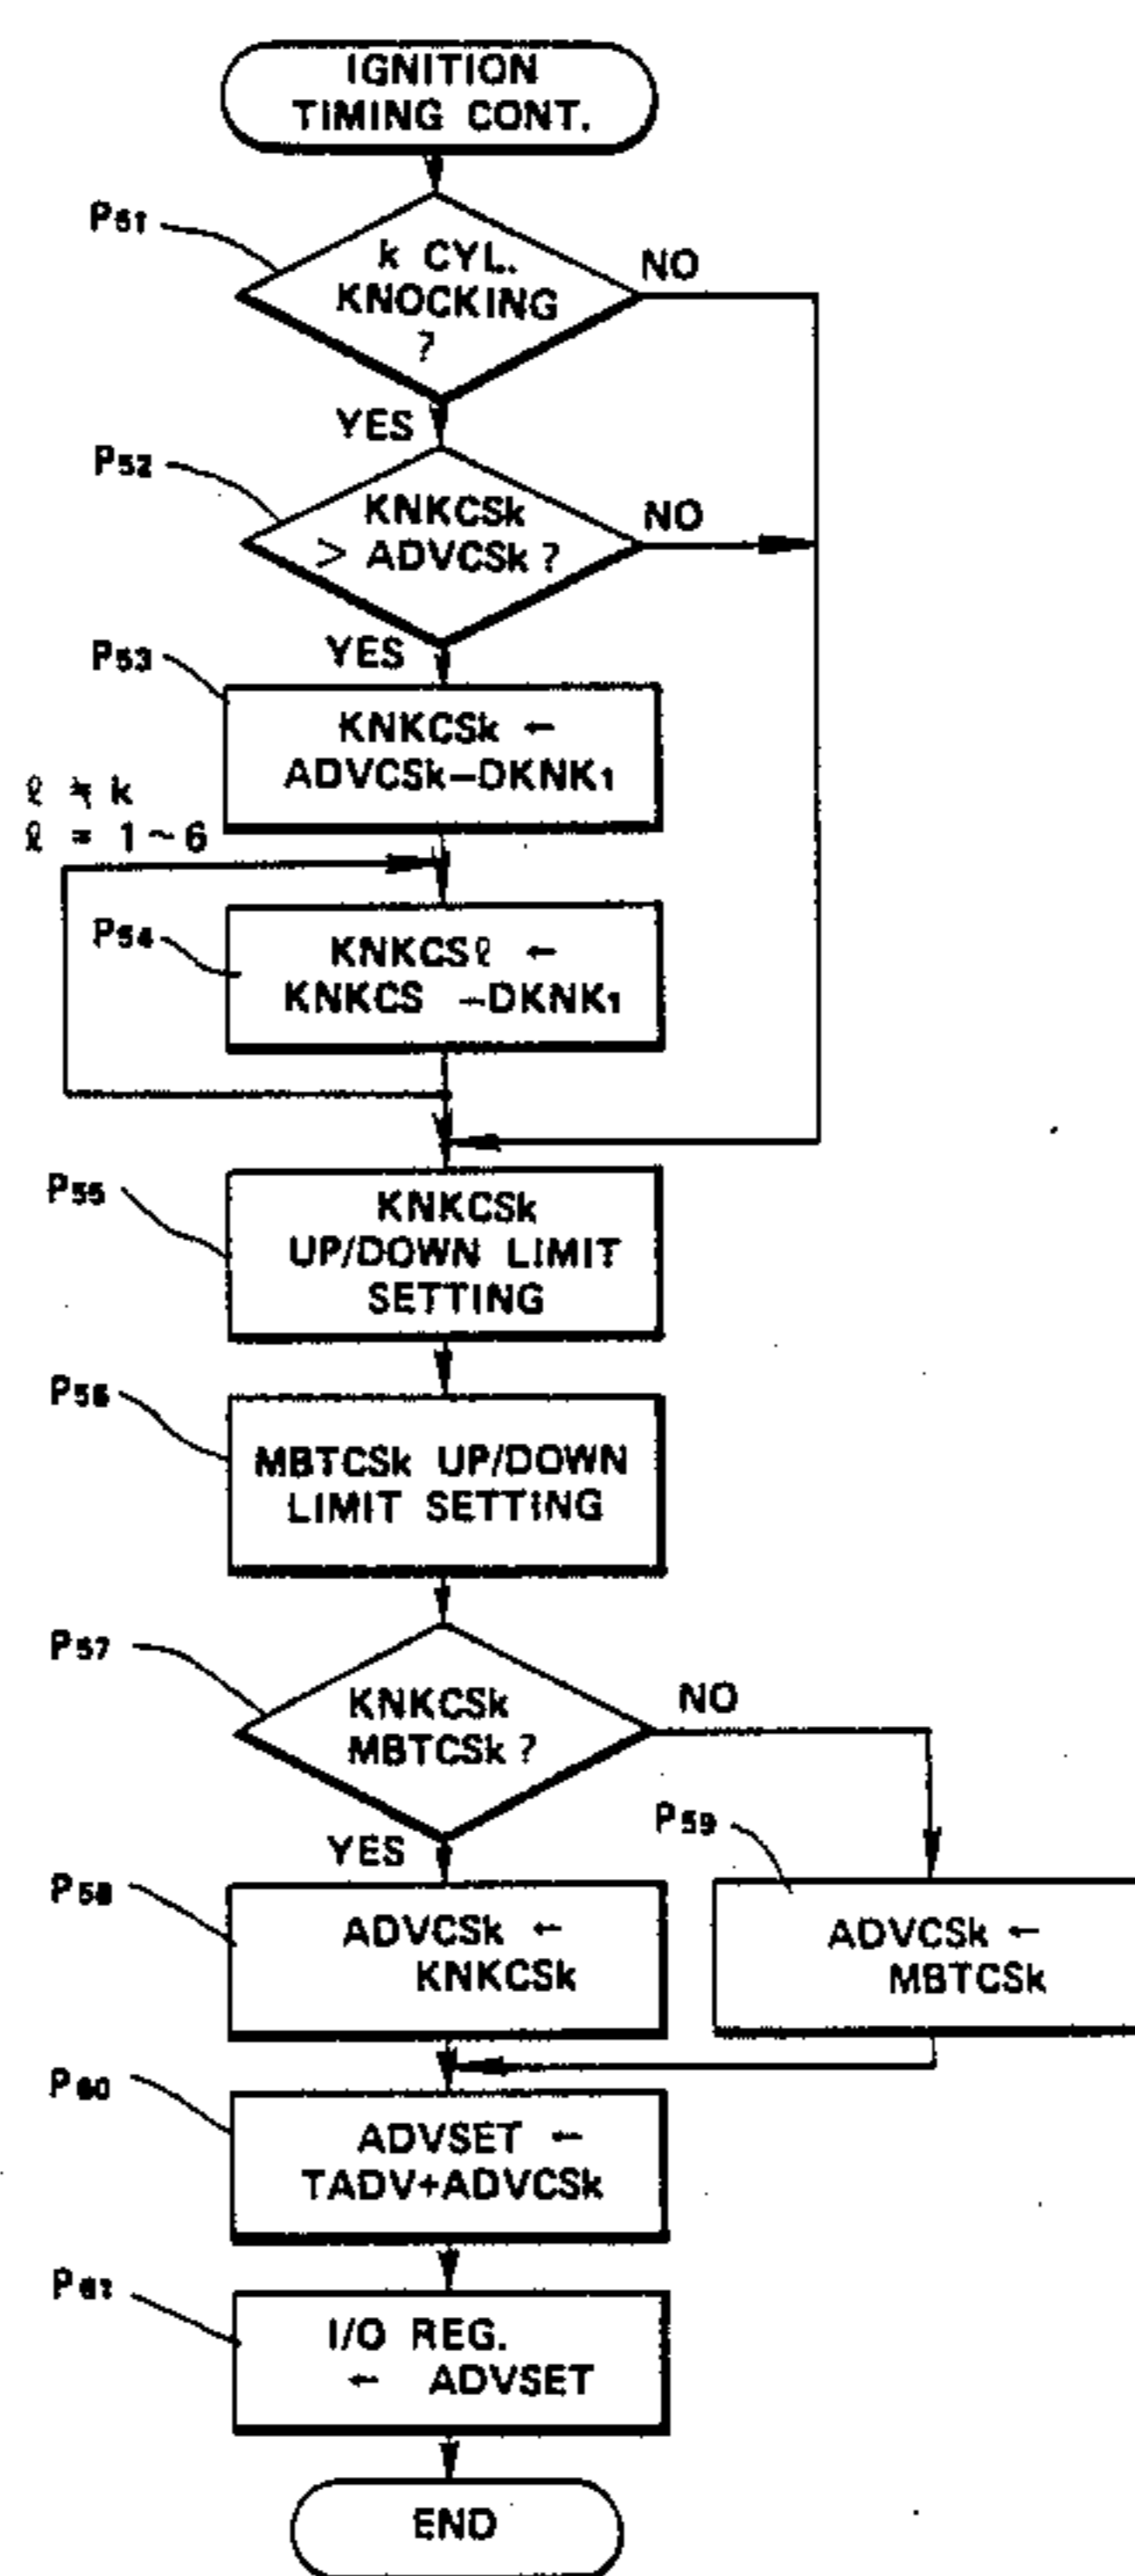 IGNITION
TIMING CONT.
P51
k CYL.
KNOCKING
?
NO
YES
P52
KNKCSk
> ADVCSk ?
NO
YES
P53
KNKCSk ←
ADVCSk–DKNK1
ℓ ≠ k
ℓ = 1~6
P54
KNKCSℓ ←
KNKCS –DKNK1
P55
KNKCSk
UP/DOWN LIMIT
SETTING
P56
MBTCSk UP/DOWN
LIMIT SETTING
P57
KNKCSk
MBTCSk ?
NO
YES
P58
ADVCSk ←
KNKCSk
P59
ADVCSk ←
MBTCSk
P60
ADVSET ←
TADV+ADVCSk
P61
I/O REG.
← ADVSET
END